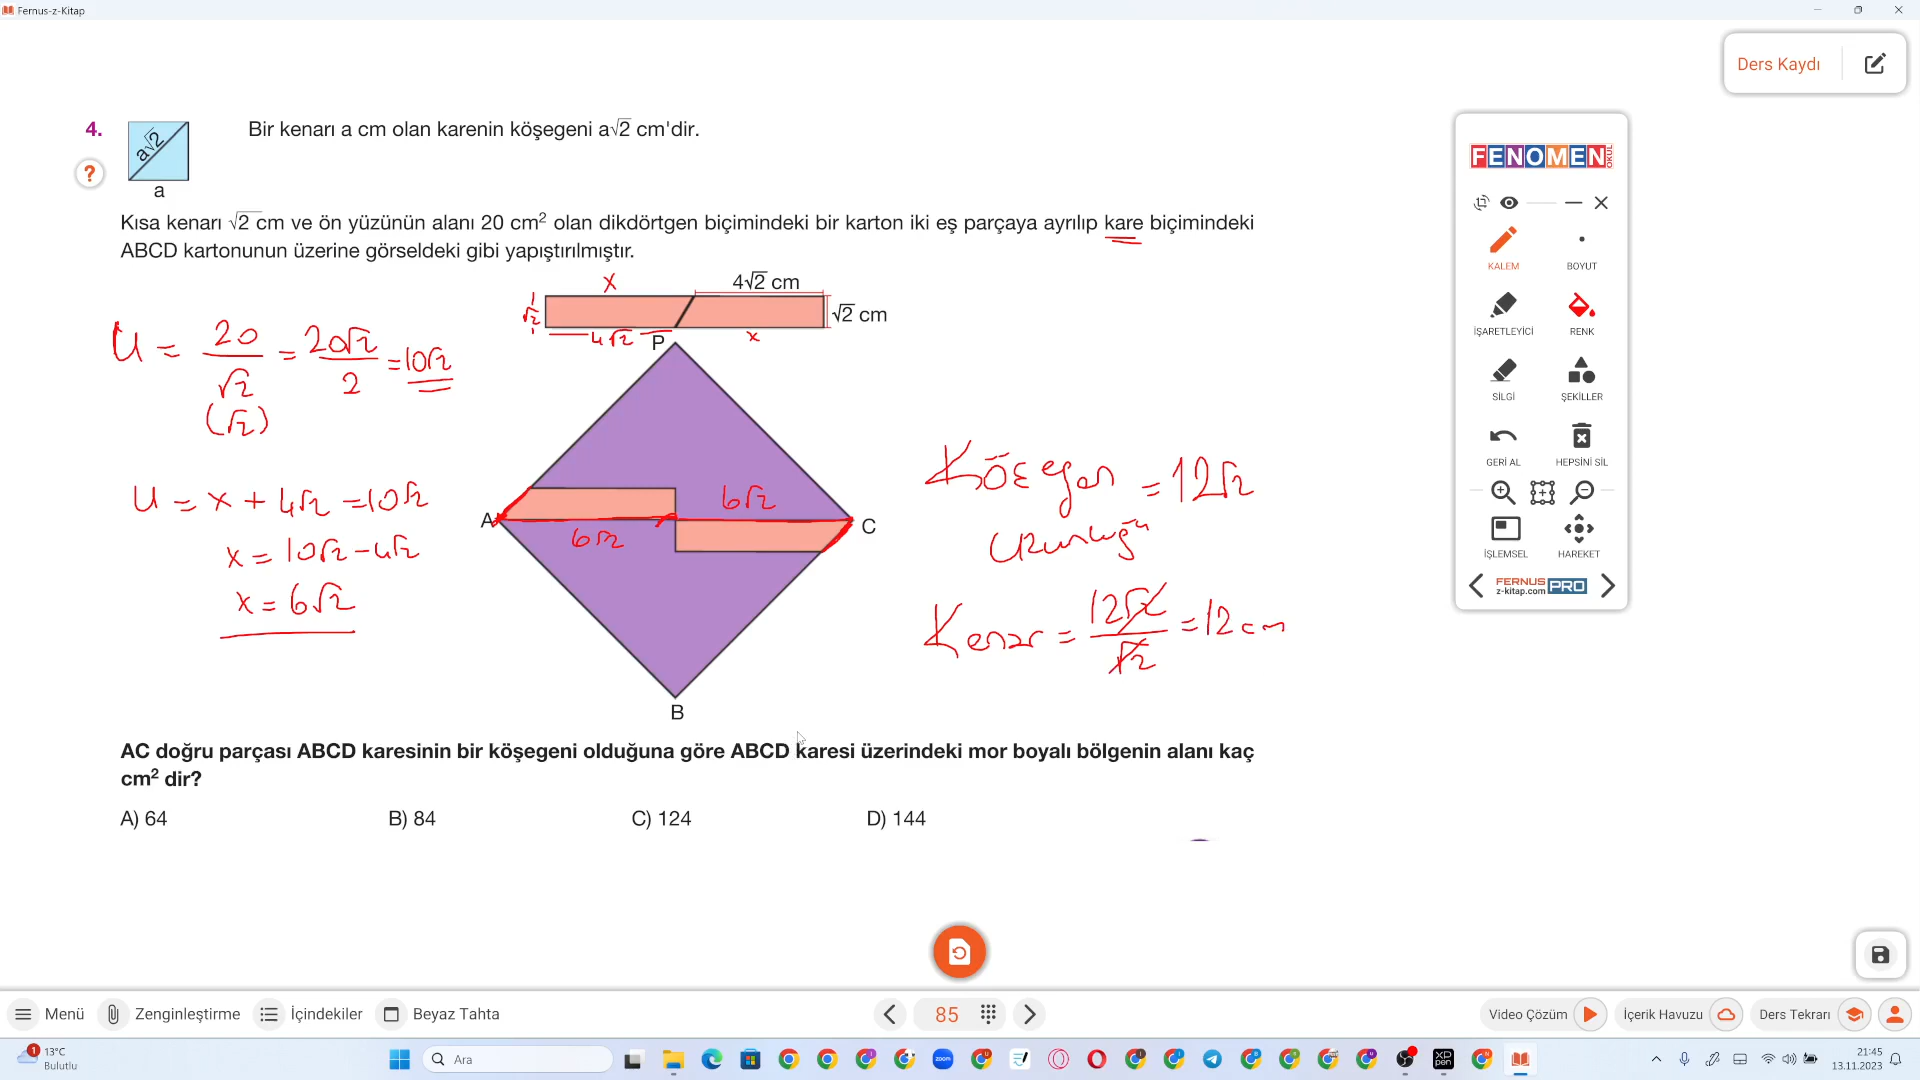 Fernus-z-Kitap
Ders Kaydı
4.
a√2
a
Bir kenarı a cm olan karenin köşegeni a√2 cm'dir.
?
Kısa kenarı √2 cm ve ön yüzünün alanı 20 cm² olan dikdörtgen biçimindeki bir karton iki eş parçaya ayrılıp kare biçimindeki
ABCD kartonunun üzerine görseldeki gibi yapıştırılmıştır.
x
4√2 cm
√2
√2 cm
4√2
x
P
U = 20/√2 = 20√2/2 = 10√2
(√2)
U = x + 4√2 = 10√2
x = 10√2 - 4√2
x = 6√2
A
6√2
6√2
C
B
Köşegen = 12√2
uzunluğu
Kenar = 12√2/√2 = 12 cm
AC doğru parçası ABCD karesinin bir köşegeni olduğuna göre ABCD karesi üzerindeki mor boyalı bölgenin alanı kaç
cm² dir?
A) 64 B) 84 C) 124 D) 144
FENOMEN OKUL
KALEM BOYUT
İŞARETLEYİCİ RENK
SİLGİ ŞEKİLLER
GERİ AL HEPSİNİ SİL
İŞLEMSEL HAREKET
FERNUS PRO
z-kitap.com
Menü Zenginleştirme İçindekiler Beyaz Tahta 85 Video Çözüm İçerik Havuzu Ders Tekrarı
1
13°C
Bulutlu
Ara
zoom
XP
pen
21:45
13.11.2023